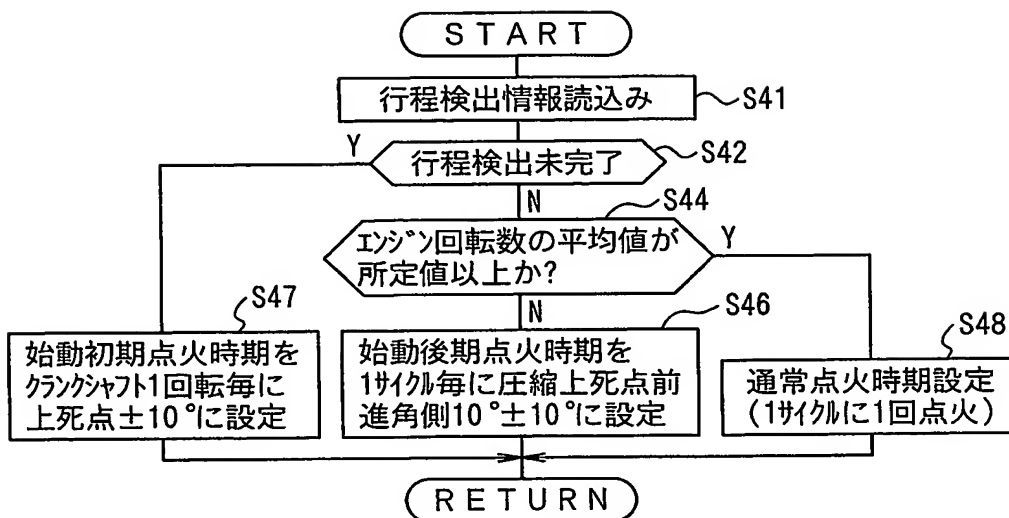 START
行程検出情報読込み
S41
Y
行程検出未完了
S42
N
S44
エンジン回転数の平均値が
所定値以上か?
Y
S47
N
S46
S48
始動初期点火時期を
クランクシャフト1回転毎に
上死点±10°に設定
始動後期点火時期を
1サイクル毎に圧縮上死点前
進角側10°±10°に設定
通常点火時期設定
(1サイクルに1回点火)
RETURN